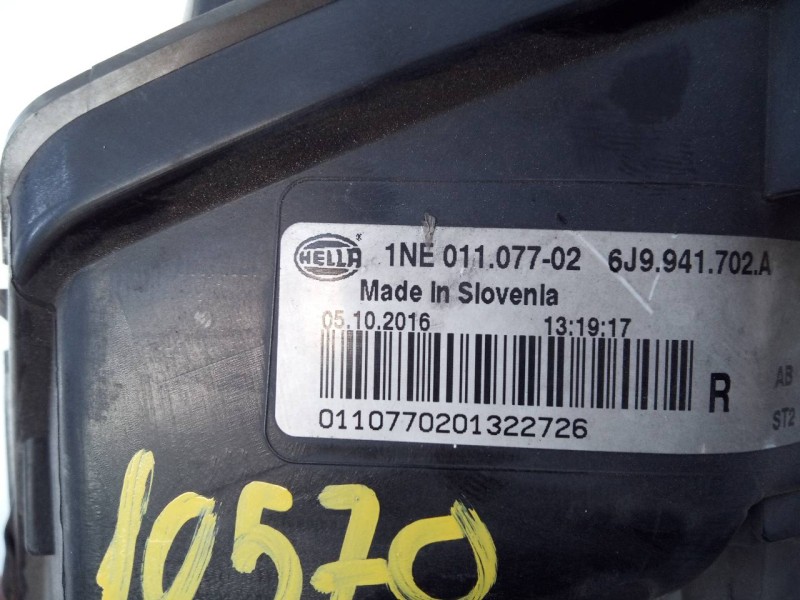 HELLA 1NE 011.077-02 6J9.941.702.A
Made In Slovenia
05.10.2016 13:19:17
R
AB
ST2
0110770201322726
10570